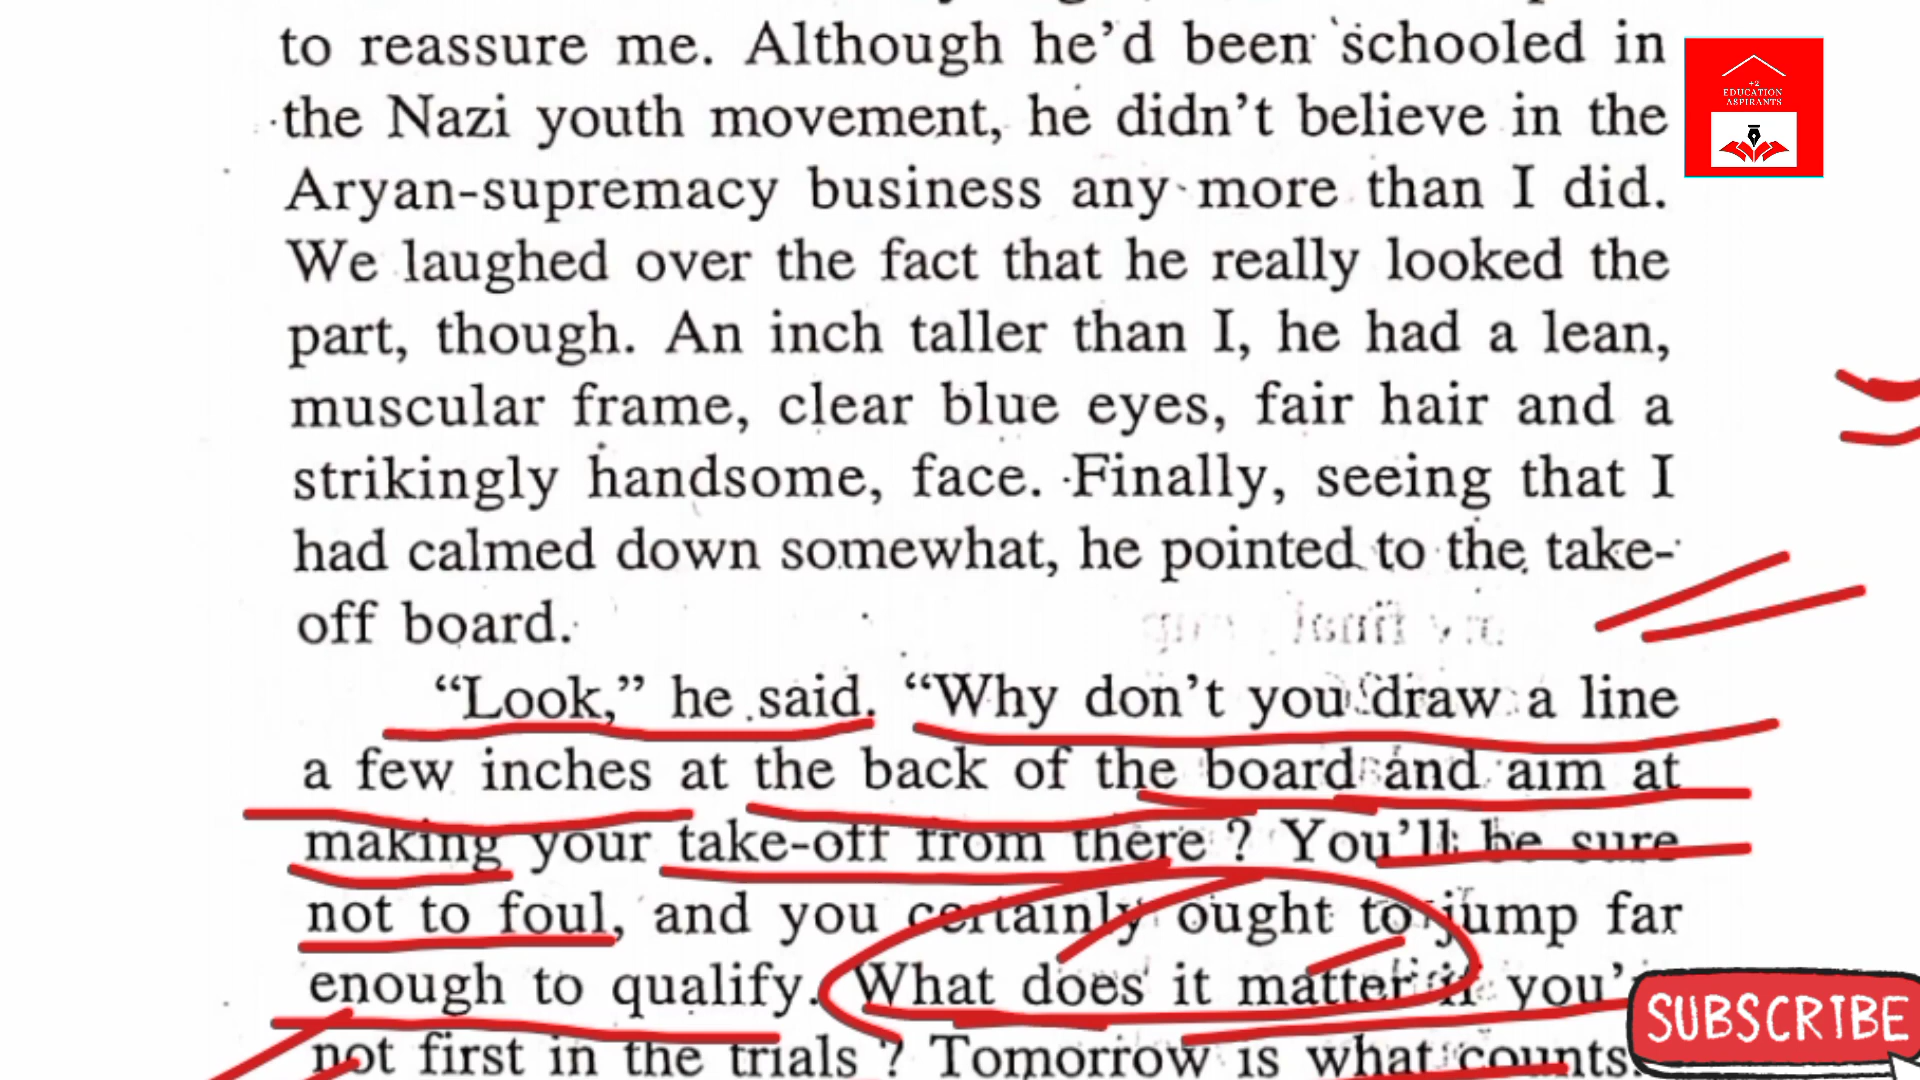 to reassure me. Although he'd been schooled in
the Nazi youth movement, he didn't believe in the
Aryan-supremacy business any more than I did.
We laughed over the fact that he really looked the
part, though. An inch taller than I, he had a lean,
muscular frame, clear blue eyes, fair hair and a
strikingly handsome, face. Finally, seeing that I
had calmed down somewhat, he pointed to the take-
off board.
“Look,” he said. “Why don't you draw a line
a few inches at the back of the board and aim at
making your take-off from there ? You'll be sure
not to foul, and you certainly ought to jump far
enough to qualify. What does it matter if you'
not first in the trials ? Tomorrow is what counts.
+2
EDUCATION
ASPIRANTS
SUBSCRIBE